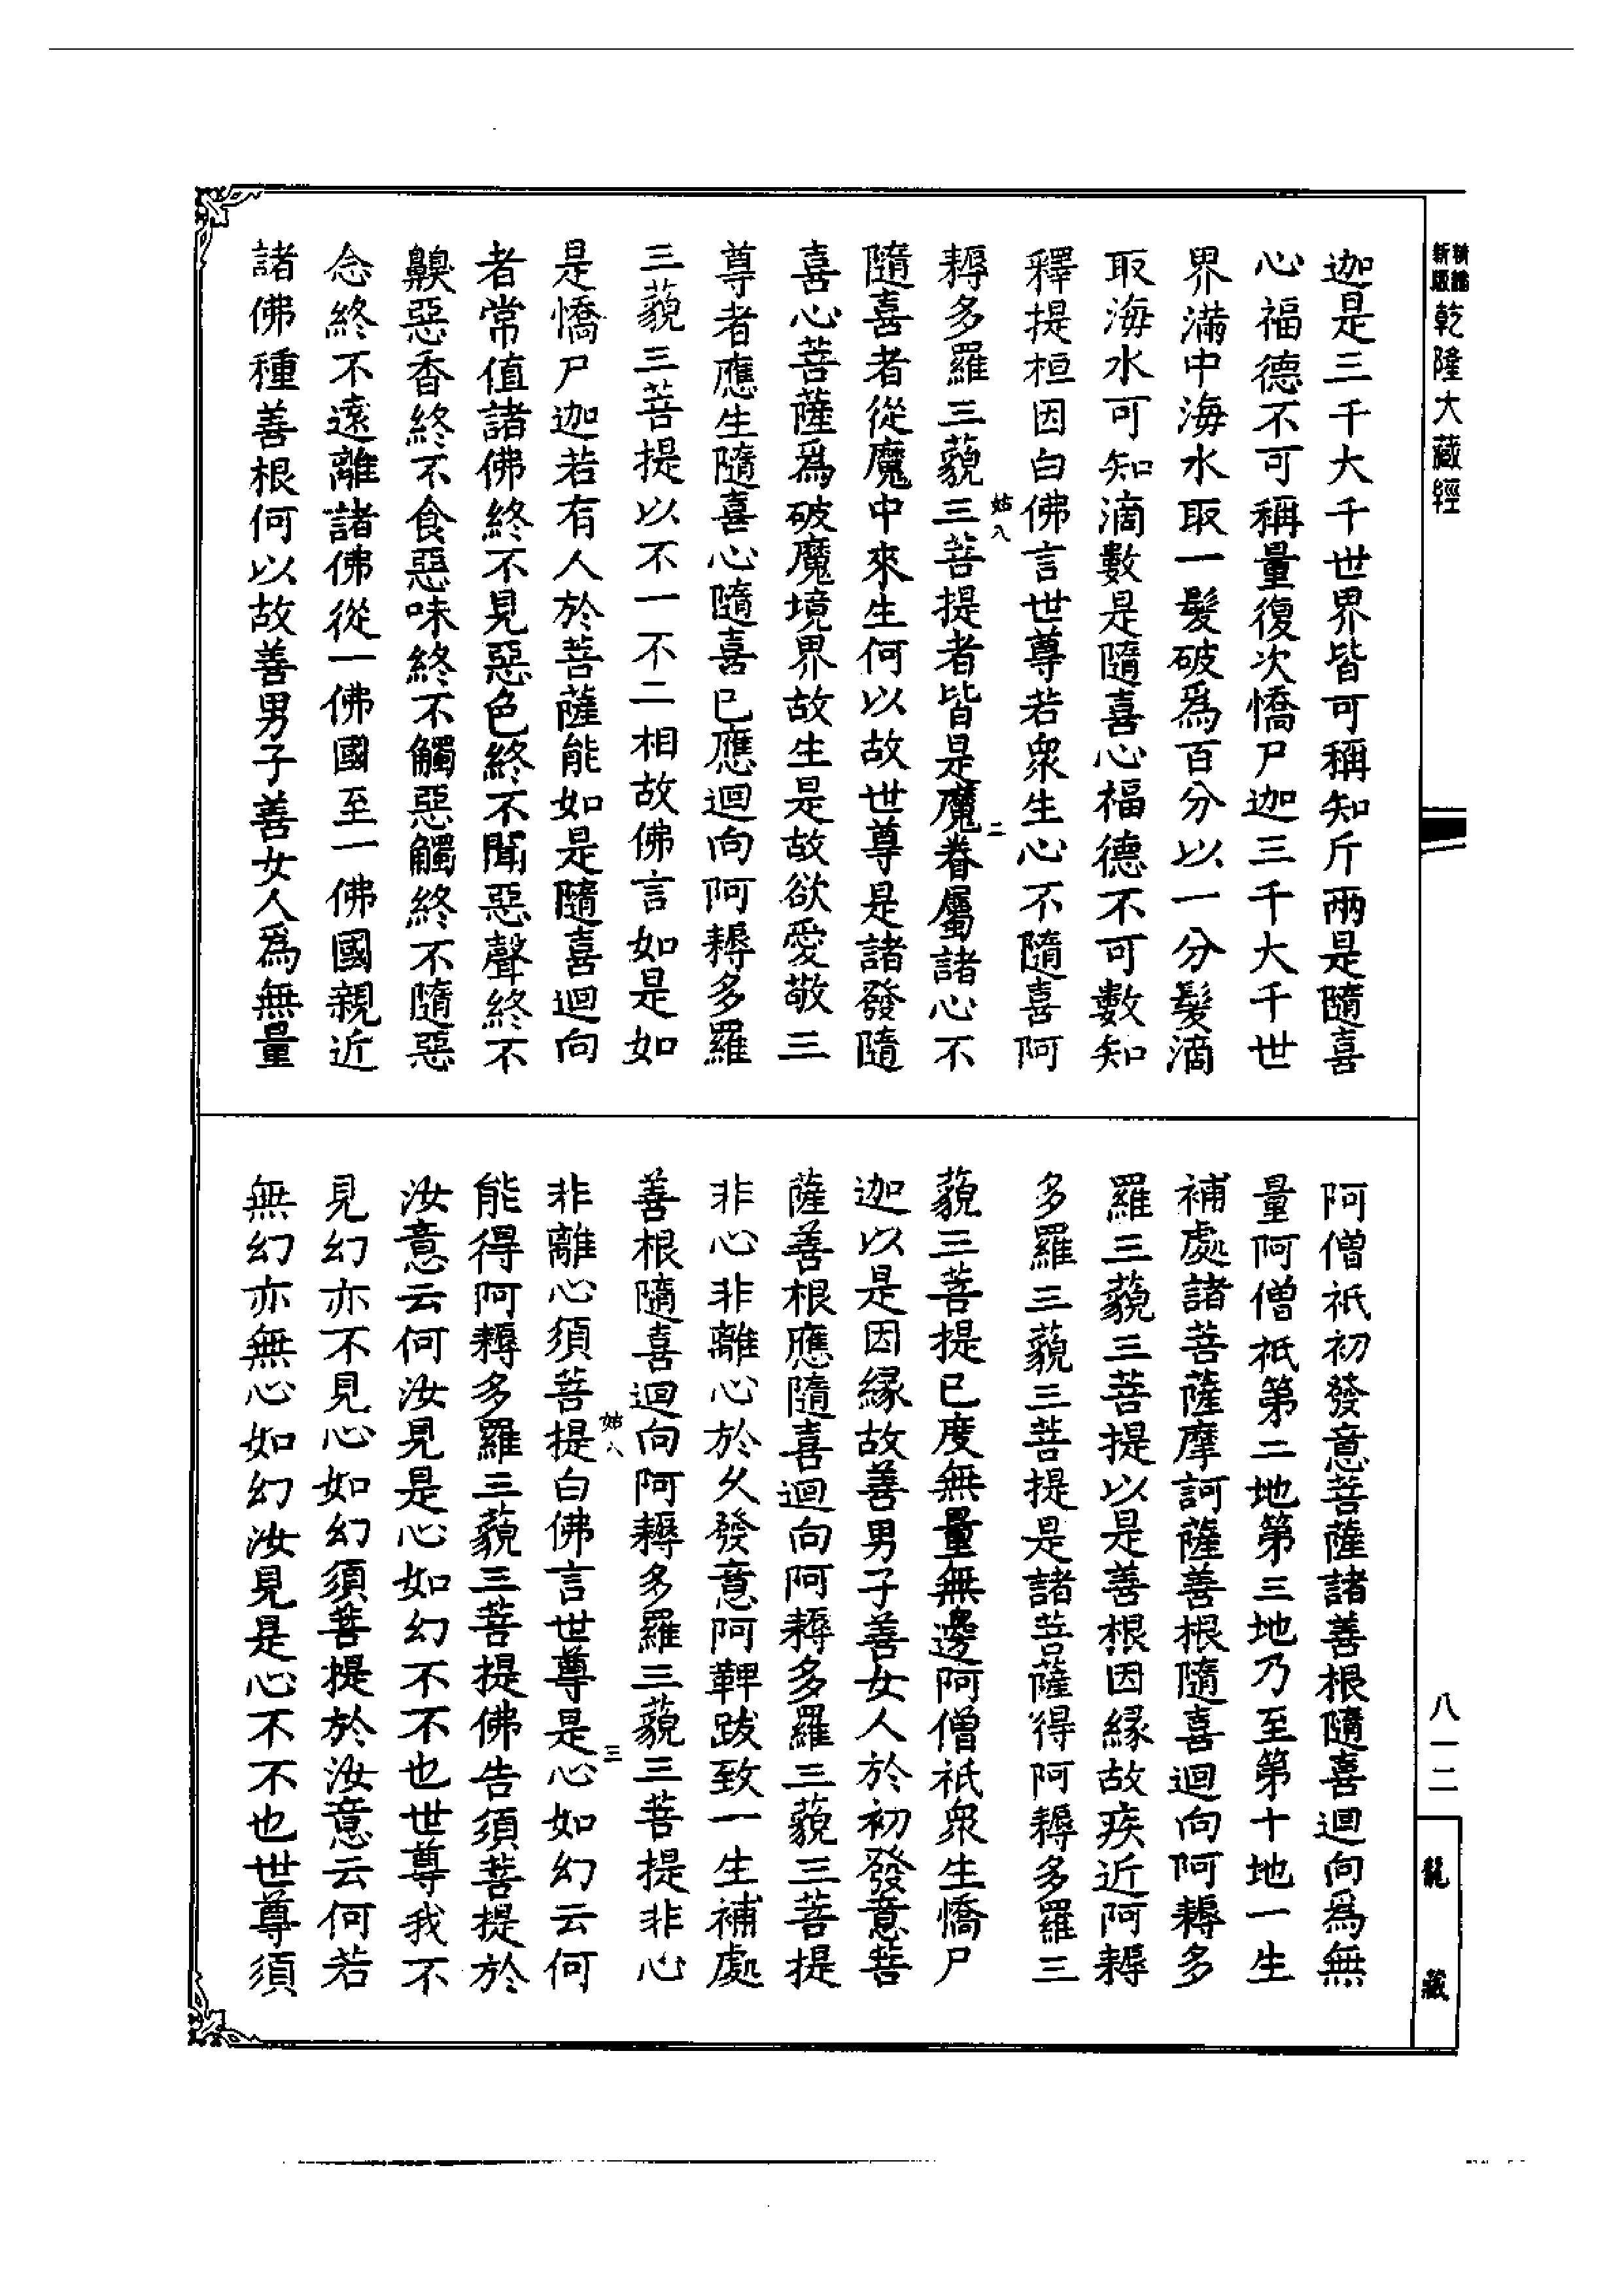 新編
新版
乾隆大藏經
迦是三千大千世界皆可稱知斤兩是隨喜
心福德不可稱量復次憍尸迦三千大千世
界滿中海水取一髮破爲百分以一分髮滴
取海水可知滴數是隨喜心福德不可數知
釋提桓因白佛言世尊若衆生心不隨喜阿
姑八
二
耨多羅三藐三菩提者皆是魔眷屬諸心不
隨喜者從魔中來生何以故世尊是諸發隨
喜心菩薩爲破魔境界故生是故欲愛敬三
尊者應生隨喜心隨喜已應迴向阿耨多羅
三藐三菩提以不一不二相故佛言如是如
是憍尸迦若有人於菩薩能如是隨喜迴向
者常值諸佛終不見惡色終不聞惡聲終不
齅惡香終不食惡味終不觸惡觸終不隨惡
念終不遠離諸佛從一佛國至一佛國親近
諸佛種善根何以故善男子善女人爲無量
阿僧祇初發意菩薩諸善根隨喜迴向爲無
量阿僧祇第二地第三地乃至第十地一生
補處諸菩薩摩訶薩善根隨喜迴向阿耨多
羅三藐三菩提以是善根因緣故疾近阿耨
多羅三藐三菩提是諸菩薩得阿耨多羅三
藐三菩提已度無量無邊阿僧祇衆生憍尸
迦以是因緣故善男子善女人於初發意菩
薩善根應隨喜迴向阿耨多羅三藐三菩提
非心非離心於久發意阿鞞跋致一生補處
善根隨喜迴向阿耨多羅三藐三菩提非心
姑八
三
非離心須菩提白佛言世尊是心如幻云何
能得阿耨多羅三藐三菩提佛告須菩提於
汝意云何汝見是心如幻不不也世尊我不
見幻亦不見心如幻須菩提於汝意云何若
無幻亦無心如幻汝見是心不不也世尊須
八一二
龍藏